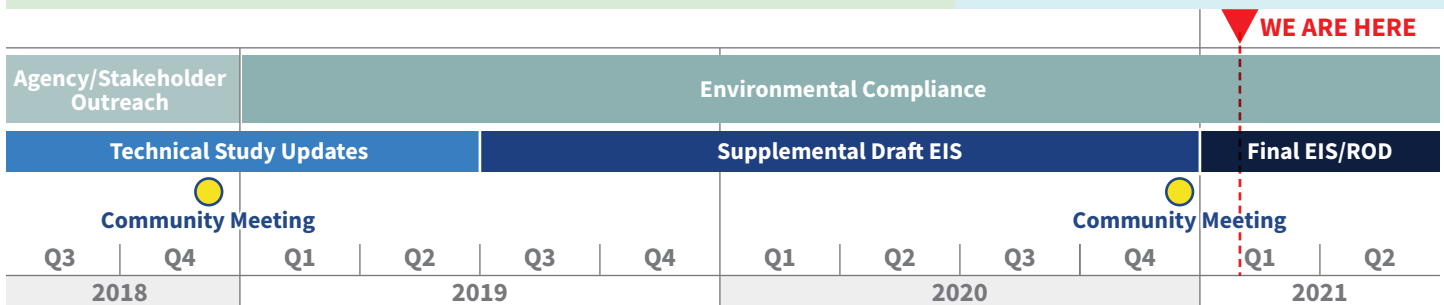 WE ARE HERE
Agency/Stakeholder
Outreach
Environmental Compliance
Technical Study Updates
Supplemental Draft EIS
Final EIS/ROD
Community Meeting
Community Meeting
Q3
Q4
Q1
Q2
Q3
Q4
Q1
Q2
Q3
Q4
Q1
Q2
2018
2019
2020
2021